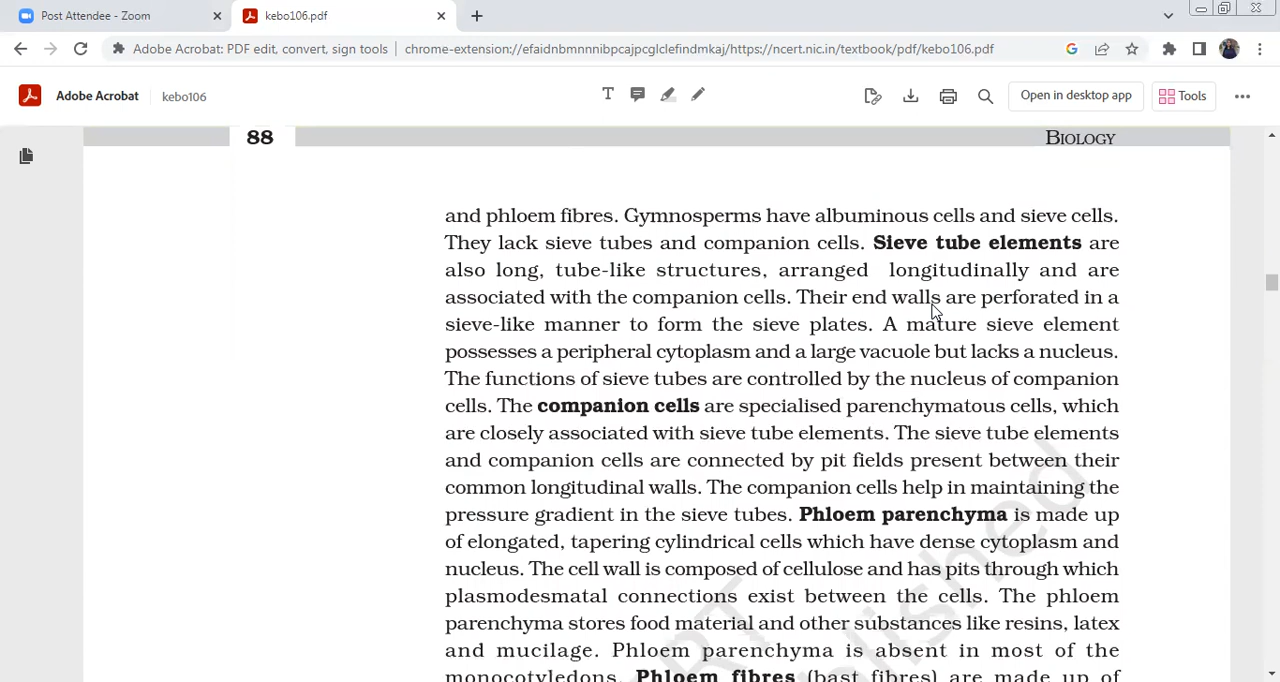 Post Attendee - Zoom
kebo106.pdf
Adobe Acrobat: PDF edit, convert, sign tools
chrome-extension://efaidnbmnnnibpcajpcglclefindmkaj/https://ncert.nic.in/textbook/pdf/kebo106.pdf
Adobe Acrobat
kebo106
Open in desktop app
Tools
88
BIOLOGY
and phloem fibres. Gymnosperms have albuminous cells and sieve cells.
They lack sieve tubes and companion cells. Sieve tube elements are
also long, tube-like structures, arranged longitudinally and are
associated with the companion cells. Their end walls are perforated in a
sieve-like manner to form the sieve plates. A mature sieve element
possesses a peripheral cytoplasm and a large vacuole but lacks a nucleus.
The functions of sieve tubes are controlled by the nucleus of companion
cells. The companion cells are specialised parenchymatous cells, which
are closely associated with sieve tube elements. The sieve tube elements
and companion cells are connected by pit fields present between their
common longitudinal walls. The companion cells help in maintaining the
pressure gradient in the sieve tubes. Phloem parenchyma is made up
of elongated, tapering cylindrical cells which have dense cytoplasm and
nucleus. The cell wall is composed of cellulose and has pits through which
plasmodesmatal connections exist between the cells. The phloem
parenchyma stores food material and other substances like resins, latex
and mucilage. Phloem parenchyma is absent in most of the
monocotyledons. Phloem fibres (bast fibres) are made up of